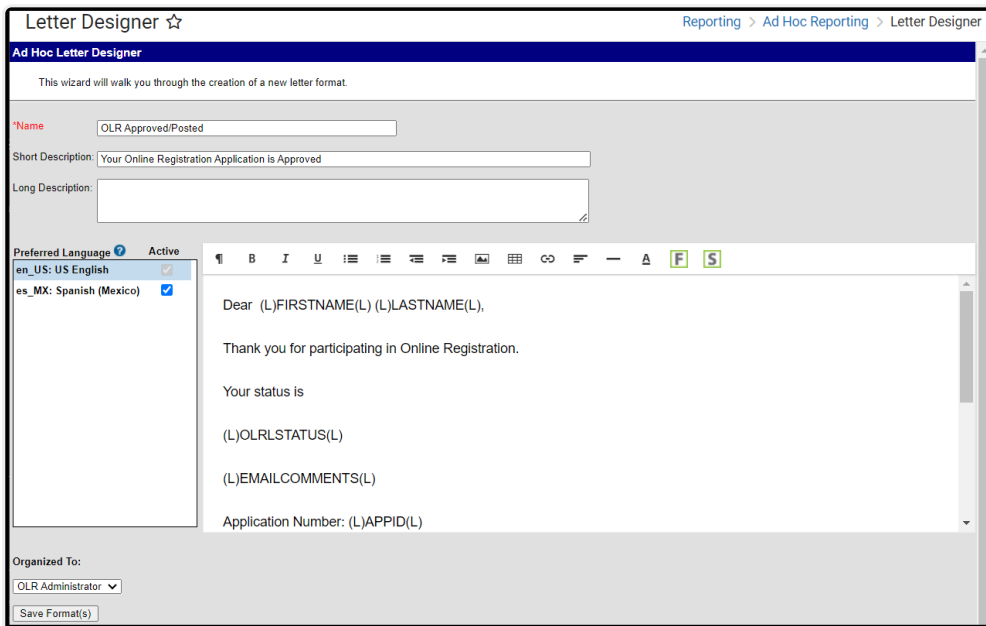 Letter Designer
Reporting > Ad Hoc Reporting > Letter Designer
Ad Hoc Letter Designer
This wizard will walk you through the creation of a new letter format.
*Name
OLR Approved/Posted
Short Description:
Your Online Registration Application is Approved
Long Description:
Preferred Language ? Active
en_US: US English
es_MX: Spanish (Mexico)
¶ B I U A F S
Dear (L)FIRSTNAME(L) (L)LASTNAME(L),
Thank you for participating in Online Registration.
Your status is
(L)OLRLSTATUS(L)
(L)EMAILCOMMENTS(L)
Application Number: (L)APPID(L)
Organized To:
OLR Administrator
Save Format(s)